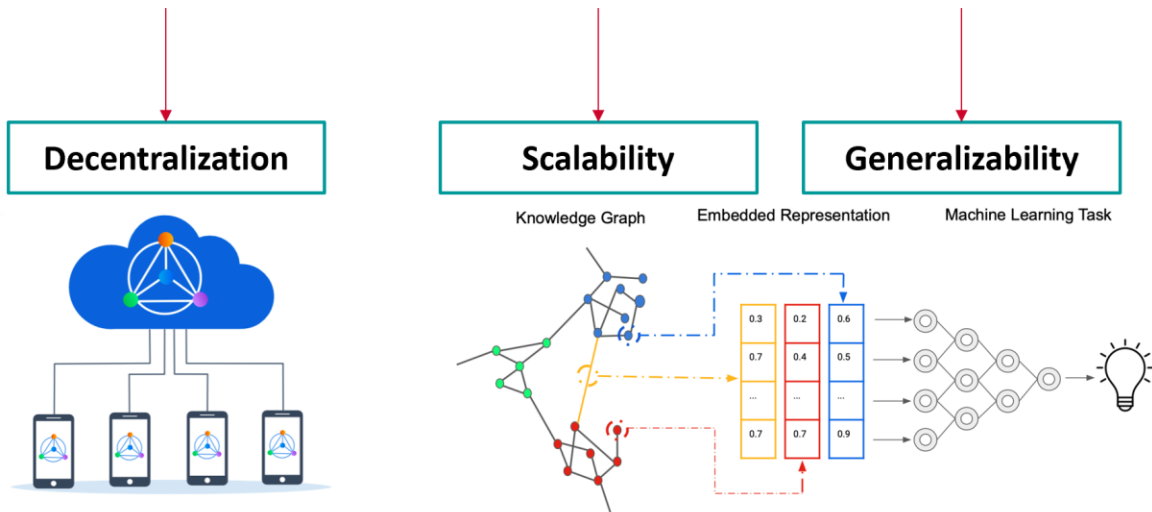 Decentralization
Scalability
Generalizability
Knowledge Graph
Embedded Representation
Machine Learning Task
0.3 0.2 0.6
0.7 0.4 0.5
... ... ...
0.7 0.7 0.9